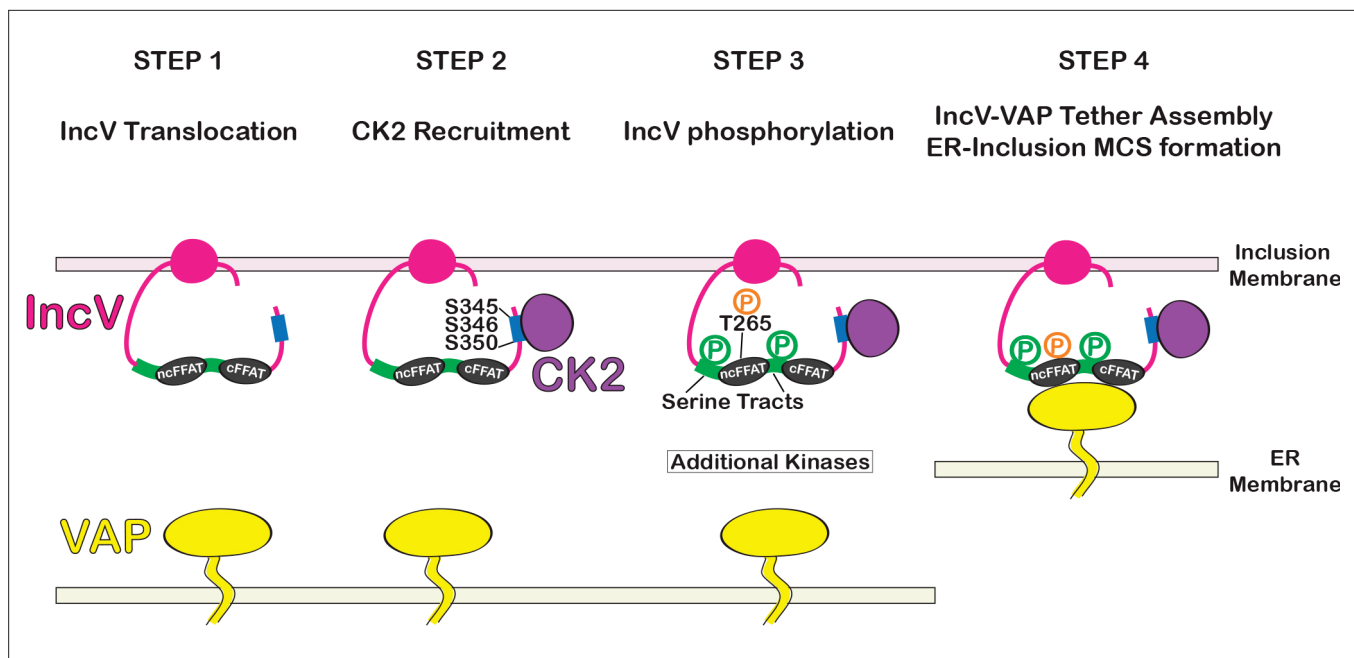 STEP 1
IncV Translocation
STEP 2
CK2 Recruitment
STEP 3
IncV phosphorylation
STEP 4
IncV-VAP Tether Assembly
ER-Inclusion MCS formation
Inclusion
Membrane
IncV
ncFFAT
cFFAT
S345
S346
S350
CK2
ncFFAT
cFFAT
P
T265
P
P
ncFFAT
cFFAT
Serine Tracts
Additional Kinases
P
P
P
ncFFAT
cFFAT
ER
Membrane
VAP